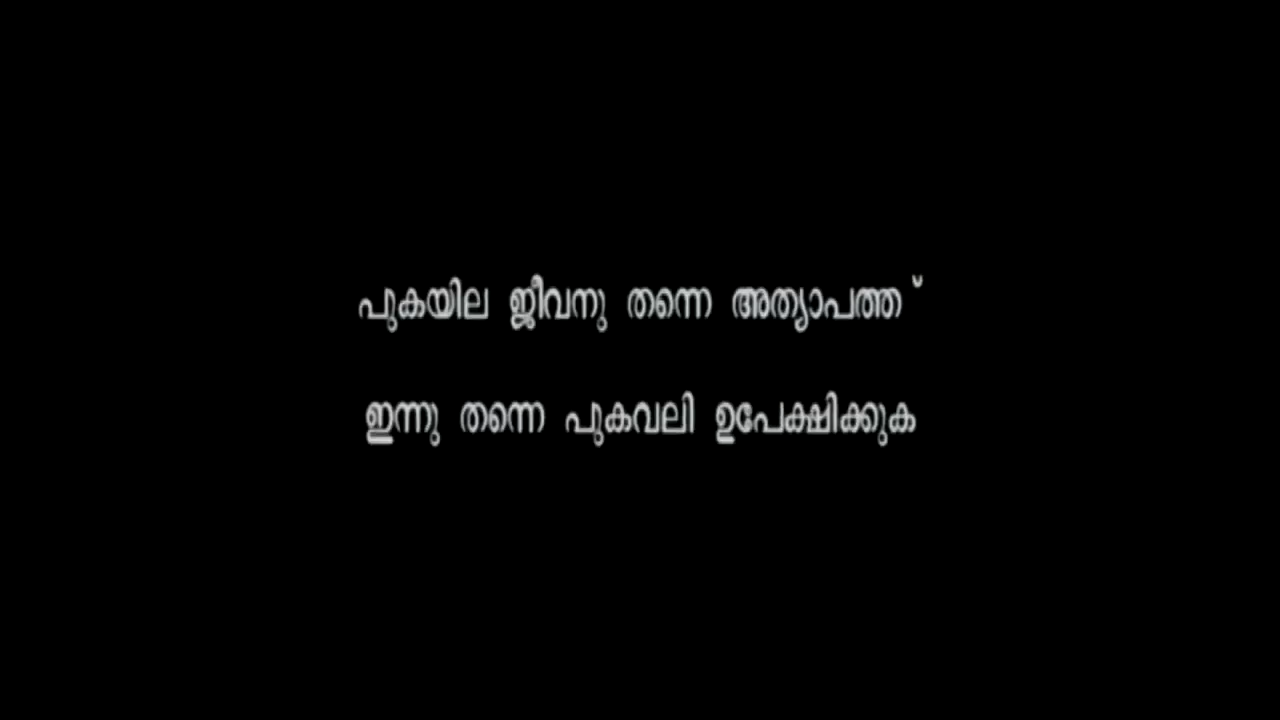 പുകയില ജീവനു തന്നെ അത്യാപത്ത്
ഇന്നു തന്നെ പുകവലി ഉപേക്ഷിക്കുക